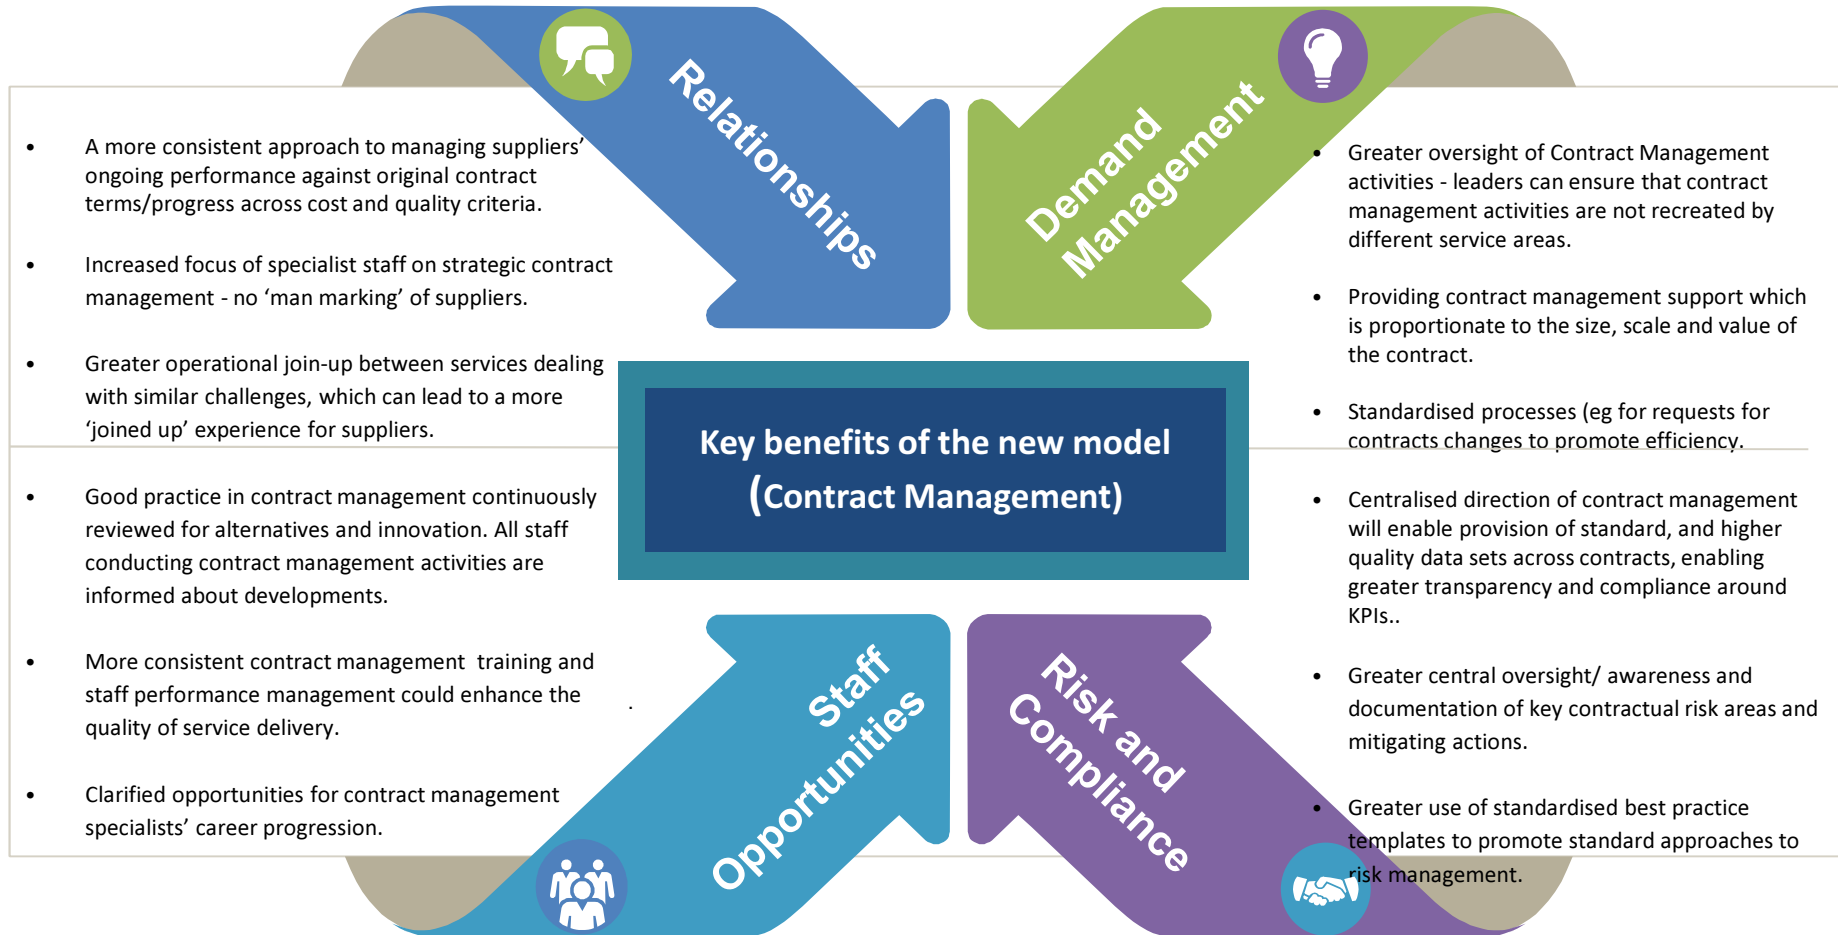 Relationships
Demand
Management
• A more consistent approach to managing suppliers’
ongoing performance against original contract
terms/progress across cost and quality criteria.
• Increased focus of specialist staff on strategic contract
management - no ‘man marking’ of suppliers.
• Greater operational join-up between services dealing
with similar challenges, which can lead to a more
‘joined up’ experience for suppliers.
• Greater oversight of Contract Management
activities - leaders can ensure that contract
management activities are not recreated by
different service areas.
• Providing contract management support which
is proportionate to the size, scale and value of
the contract.
• Standardised processes (eg for requests for
contracts changes to promote efficiency.
Key benefits of the new model
(Contract Management)
• Good practice in contract management continuously
reviewed for alternatives and innovation. All staff
conducting contract management activities are
informed about developments.
• More consistent contract management  training and
staff performance management could enhance the
quality of service delivery.
.
• Clarified opportunities for contract management
specialists’ career progression.
Staff
Opportunities
Risk and
Compliance
• Centralised direction of contract management
will enable provision of standard, and higher
quality data sets across contracts, enabling
greater transparency and compliance around
KPIs..
• Greater central oversight/ awareness and
documentation of key contractual risk areas and
mitigating actions.
• Greater use of standardised best practice
templates to promote standard approaches to
risk management.